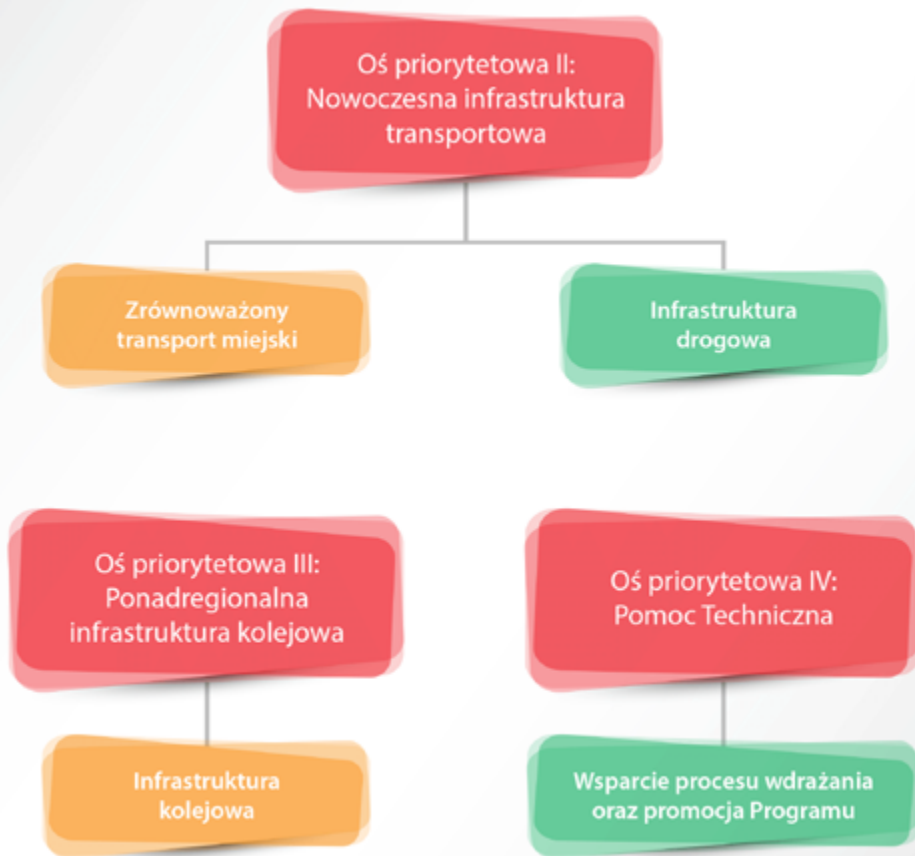 Oś priorytetowa II:
Nowoczesna infrastruktura
transportowa
Zrównoważony
transport miejski
Infrastruktura
drogowa
Oś priorytetowa III:
Ponadregionalna
infrastruktura kolejowa
Oś priorytetowa IV:
Pomoc Techniczna
Infrastruktura
kolejowa
Wsparcie procesu wdrażania
oraz promocja Programu